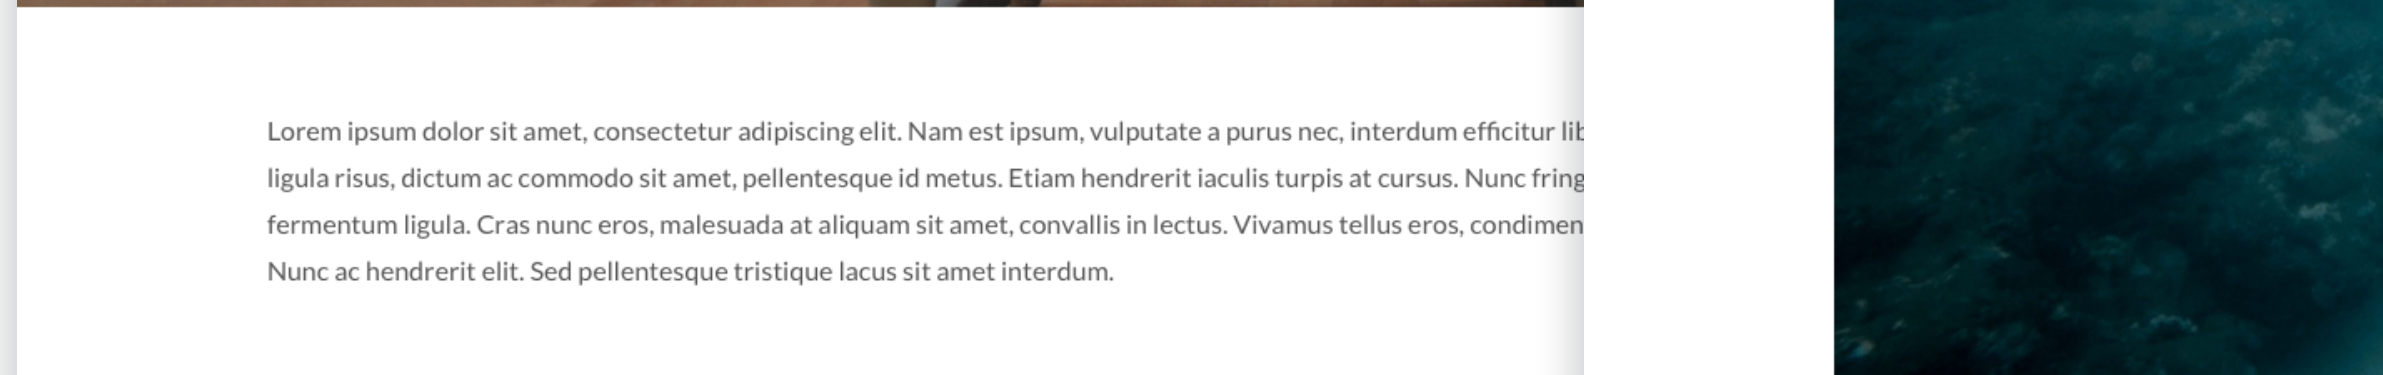 Lorem ipsum dolor sit amet, consectetur adipiscing elit. Nam est ipsum, vulputate a purus nec, interdum efficitur
ligula risus, dictum ac commodo sit amet, pellentesque id metus. Etiam hendrerit iaculis turpis at cursus. Nunc
fermentum ligula. Cras nunc eros, malesuada at aliquam sit amet, convallis in lectus. Vivamus tellus eros,
Nunc ac hendrerit elit. Sed pellentesque tristique lacus sit amet interdum.